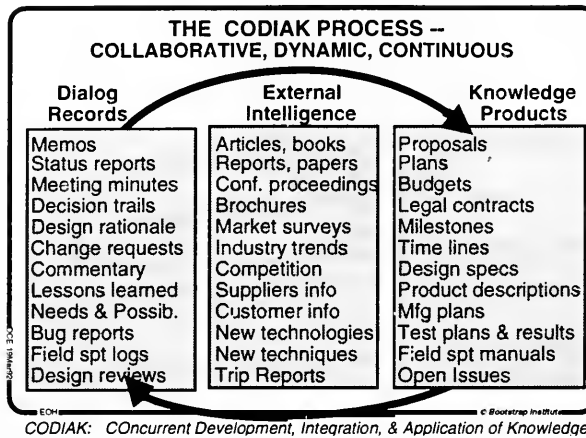 THE CODIAK PROCESS --
COLLABORATIVE, DYNAMIC, CONTINUOUS
Dialog
Records
Memos
Status reports
Meeting minutes
Decision trails
Design rationale
Change requests
Commentary
Lessons learned
Needs & Possib.
Bug reports
Field spt logs
Design reviews
External
Intelligence
Articles, books
Reports, papers
Conf. proceedings
Brochures
Market surveys
Industry trends
Competition
Suppliers info
Customer info
New technologies
New techniques
Trip Reports
Knowledge
Products
Proposals
Plans
Budgets
Legal contracts
Milestones
Time lines
Design specs
Product descriptions
Mfg plans
Test plans & results
Field spt manuals
Open Issues
EOH
© Bootstrap Institute
CODIAK: COncurrent Development, Integration, & Application of Knowledge